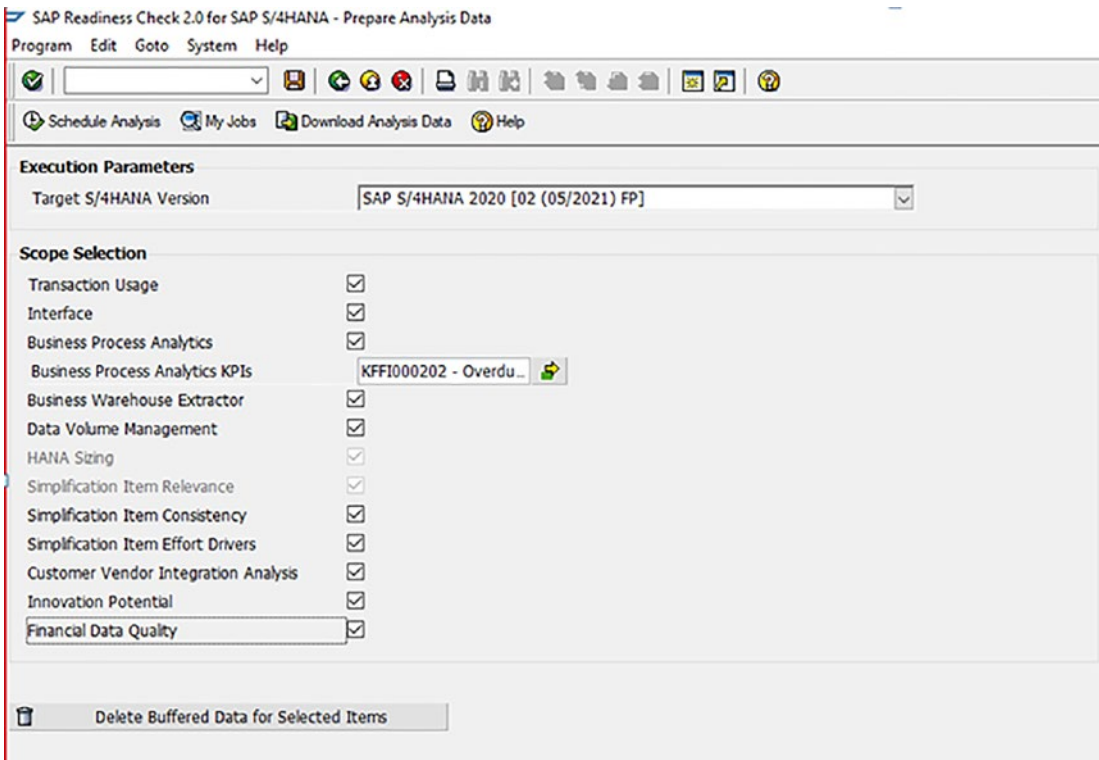 SAP Readiness Check 2.0 for SAP S/4HANA - Prepare Analysis Data
Program Edit Goto System Help
Schedule Analysis My Jobs Download Analysis Data Help
Execution Parameters
Target S/4HANA Version SAP S/4HANA 2020 [02 (05/2021) FP]
Scope Selection
Transaction Usage
Interface
Business Process Analytics
Business Process Analytics KPIs KFFI000202 - Overdu...
Business Warehouse Extractor
Data Volume Management
HANA Sizing
Simplification Item Relevance
Simplification Item Consistency
Simplification Item Effort Drivers
Customer Vendor Integration Analysis
Innovation Potential
Financial Data Quality
Delete Buffered Data for Selected Items